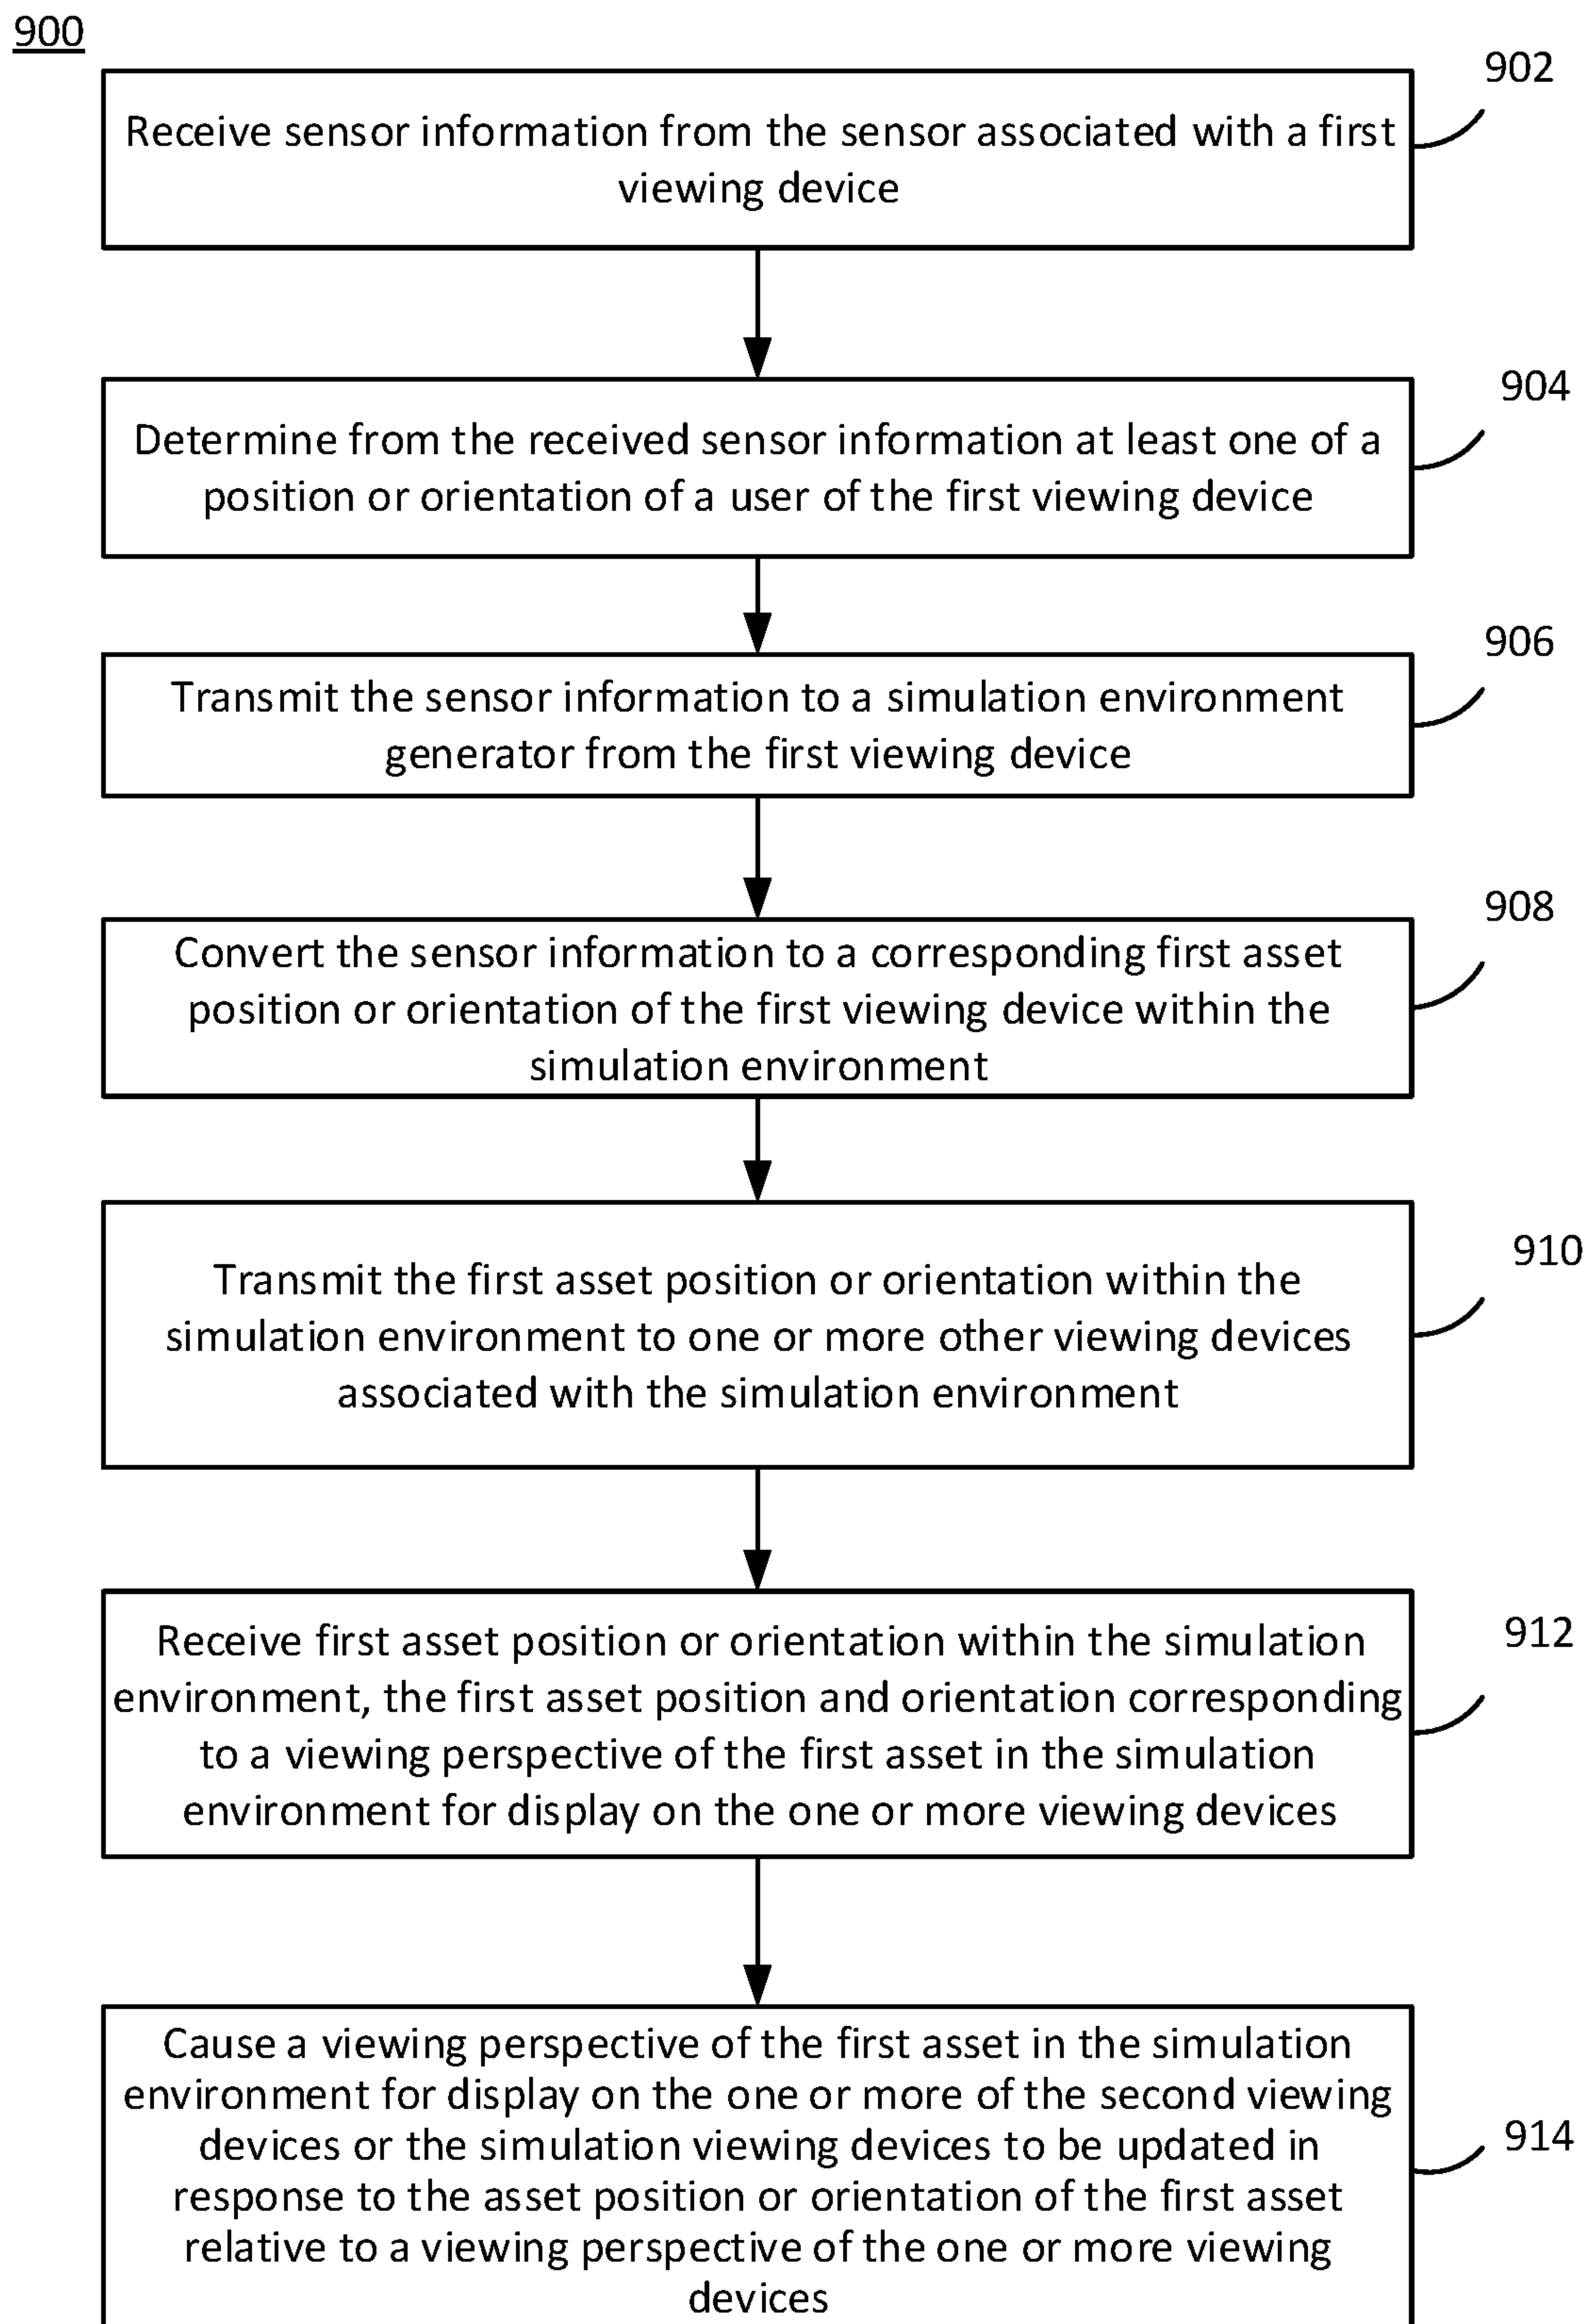 900
902
Receive sensor information from the sensor associated with a first
viewing device
904
Determine from the received sensor information at least one of a
position or orientation of a user of the first viewing device
906
Transmit the sensor information to a simulation environment
generator from the first viewing device
908
Convert the sensor information to a corresponding first asset
position or orientation of the first viewing device within the
simulation environment
910
Transmit the first asset position or orientation within the
simulation environment to one or more other viewing devices
associated with the simulation environment
912
Receive first asset position or orientation within the simulation
environment, the first asset position and orientation corresponding
to a viewing perspective of the first asset in the simulation
environment for display on the one or more viewing devices
914
Cause a viewing perspective of the first asset in the simulation
environment for display on the one or more of the second viewing
devices or the simulation viewing devices to be updated in
response to the asset position or orientation of the first asset
relative to a viewing perspective of the one or more viewing
devices